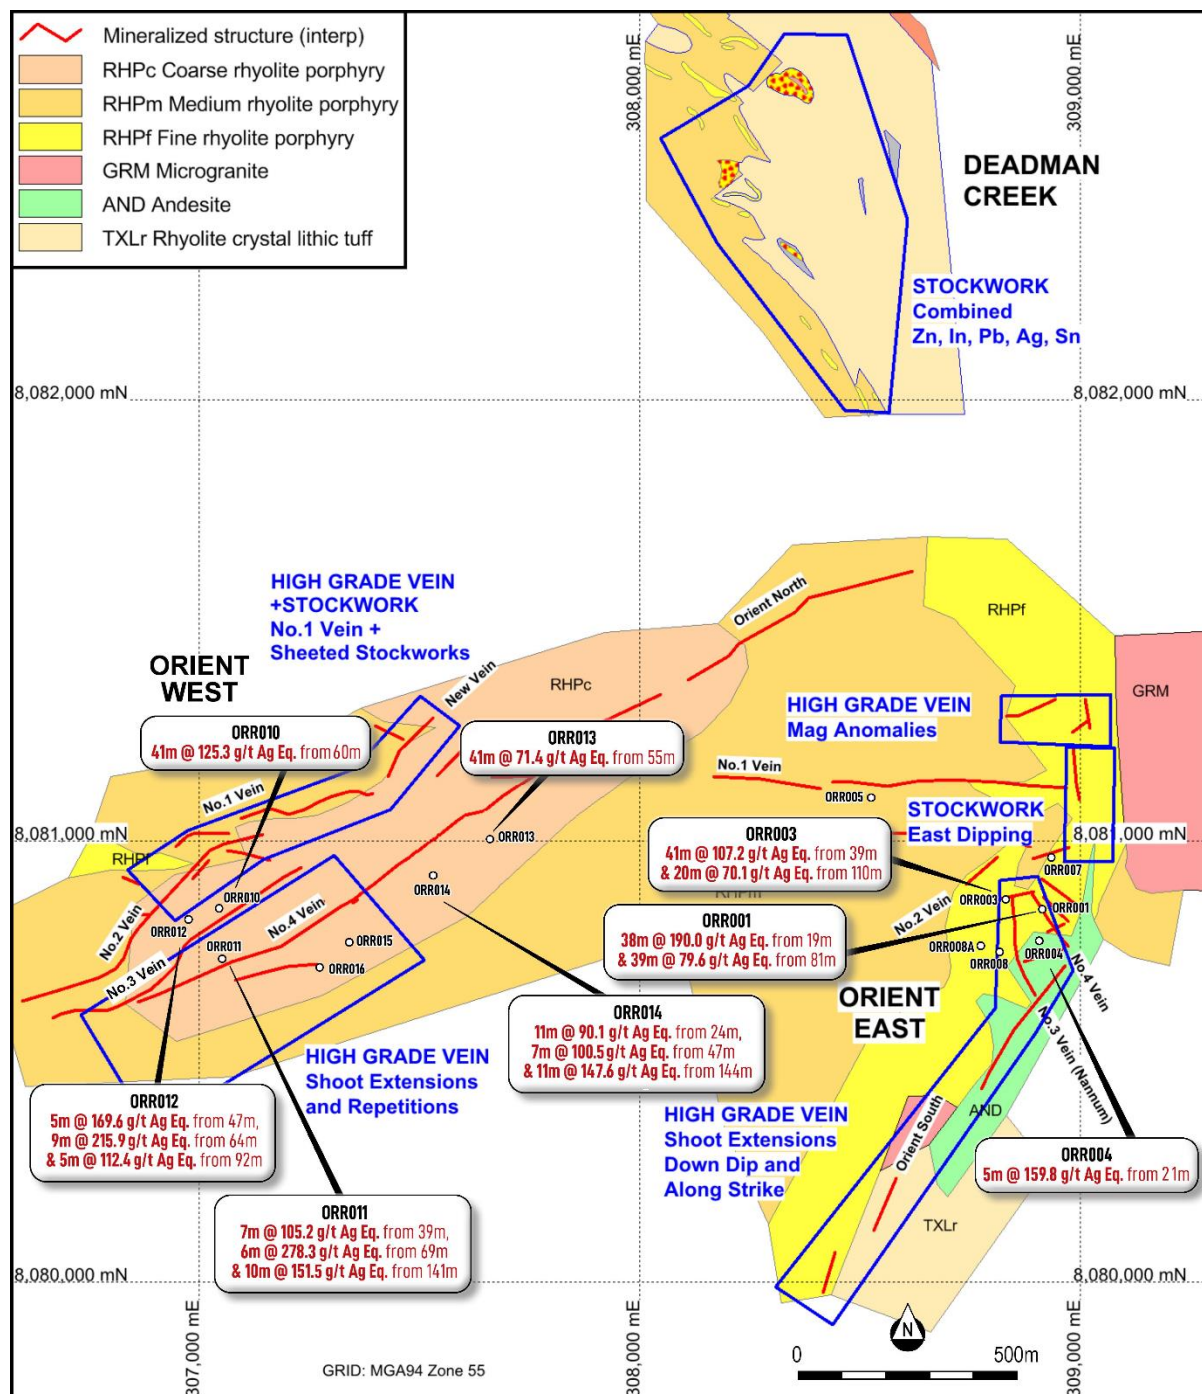 Mineralized structure (interp)
RHPc Coarse rhyolite porphyry
RHPm Medium rhyolite porphyry
RHPf Fine rhyolite porphyry
GRM Microgranite
AND Andesite
TXLr Rhyolite crystal lithic tuff
308,000 mE
309,000 mE
DEADMAN
CREEK
STOCKWORK
Combined
Zn, In, Pb, Ag, Sn
8,082,000 mN
8,082,000 mN
HIGH GRADE VEIN
+STOCKWORK
No.1 Vein +
Sheeted Stockworks
ORIENT
WEST
New Vein
RHPc
Orient North
RHPf
GRM
HIGH GRADE VEIN
Mag Anomalies
ORR010
41m @ 125.3 g/t Ag Eq. from 60m
ORR013
41m @ 71.4 g/t Ag Eq. from 55m
No.1 Vein
No.1 Vein
ORR005
STOCKWORK
East Dipping
8,081,000 mN
8,081,000 mN
RHPf
ORR013
ORR003
41m @ 107.2 g/t Ag Eq. from 39m
& 20m @ 70.1 g/t Ag Eq. from 110m
ORR007
ORR014
RHPm
ORR010
ORR012
No.2 Vein
No.4 Vein
No.3 Vein
ORR011
ORR015
ORR016
ORR001
38m @ 190.0 g/t Ag Eq. from 19m
& 39m @ 79.6 g/t Ag Eq. from 81m
No.2 Vein
ORR003
ORR001
ORR008A
ORR008
ORR004
No.4 Vein
No.3 Vein (Nannum)
ORIENT
EAST
ORR014
11m @ 90.1 g/t Ag Eq. from 24m,
7m @ 100.5 g/t Ag Eq. from 47m
& 11m @ 147.6 g/t Ag Eq. from 144m
HIGH GRADE VEIN
Shoot Extensions
and Repetitions
ORR012
5m @ 169.6 g/t Ag Eq. from 47m,
9m @ 215.9 g/t Ag Eq. from 64m
& 5m @ 112.4 g/t Ag Eq. from 92m
HIGH GRADE VEIN
Shoot Extensions
Down Dip and
Along Strike
Orient South
AND
ORR004
5m @ 159.8 g/t Ag Eq. from 21m
ORR011
7m @ 105.2 g/t Ag Eq. from 39m,
6m @ 278.3 g/t Ag Eq. from 69m
& 10m @ 151.5 g/t Ag Eq. from 141m
TXLr
8,080,000 mN
8,080,000 mN
307,000 mE
308,000 mE
309,000 mE
GRID: MGA94 Zone 55
N
0
500m